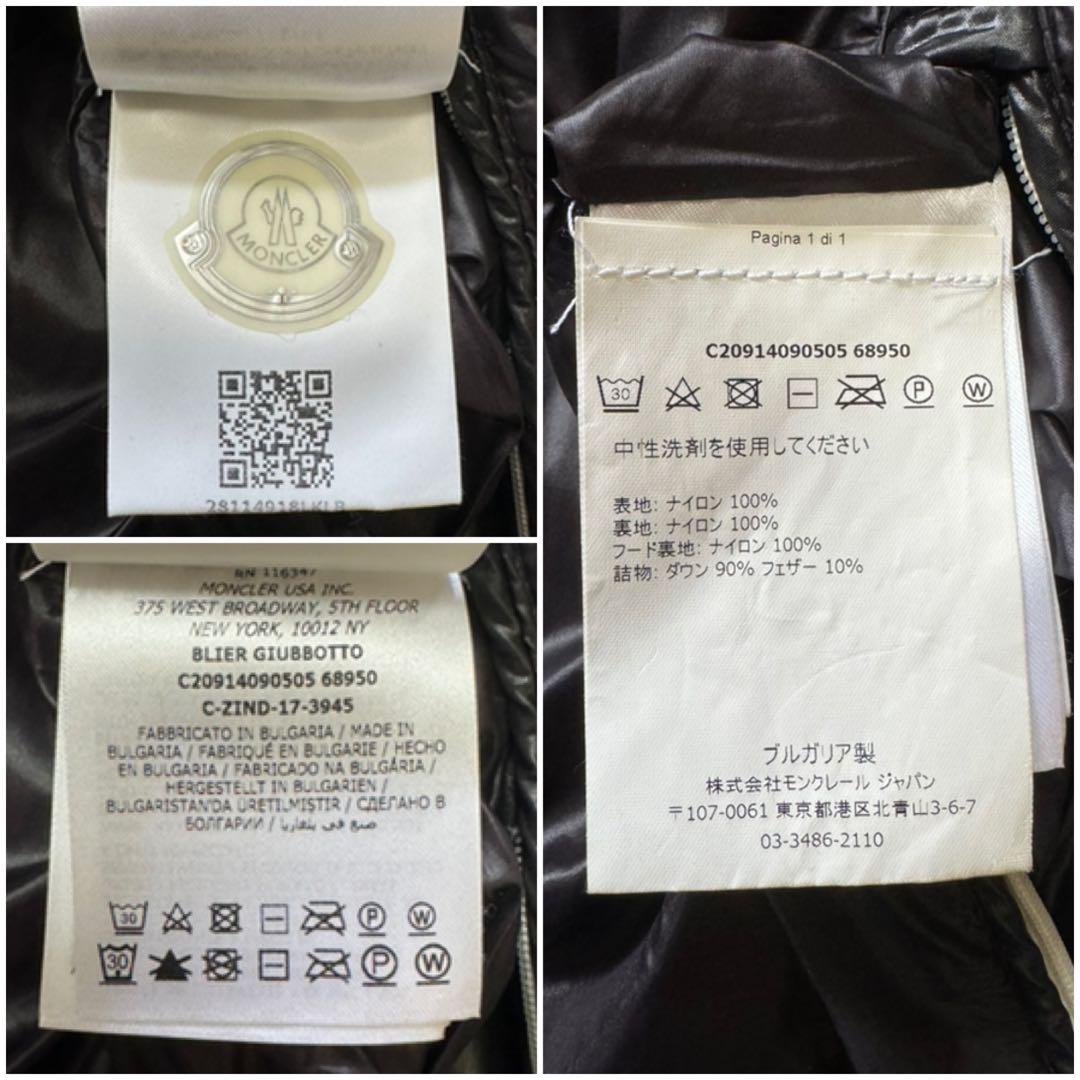 MONCLER
RN 116347
MONCLER USA INC.
375 WEST BROADWAY, 5TH FLOOR
NEW YORK, 10012 NY
BLIER GIUBBOTTO
C20914090505 68950
C-ZIND-17-3945
FABBRICATO IN BULGARIA / MADE IN
BULGARIA / FABRIQUÉ EN BULGARIE / HECHO
EN BULGARIA / FABRICADO NA BULGÁRIA /
HERGESTELLT IN BULGARIEN /
BULGARISTAN'DA ÜRETILMISTIR / СДЕЛАНО В
БОЛГАРИИ / صنع في بلغاريا
30 P W
30 P W
Pagina 1 di 1
C20914090505 68950
30 P W
中性洗剤を使用してください
表地: ナイロン 100%
裏地: ナイロン 100%
フード裏地: ナイロン 100%
詰物: ダウン 90% フェザー 10%
ブルガリア製
株式会社モンクレール ジャパン
〒107-0061 東京都港区北青山3-6-7
03-3486-2110